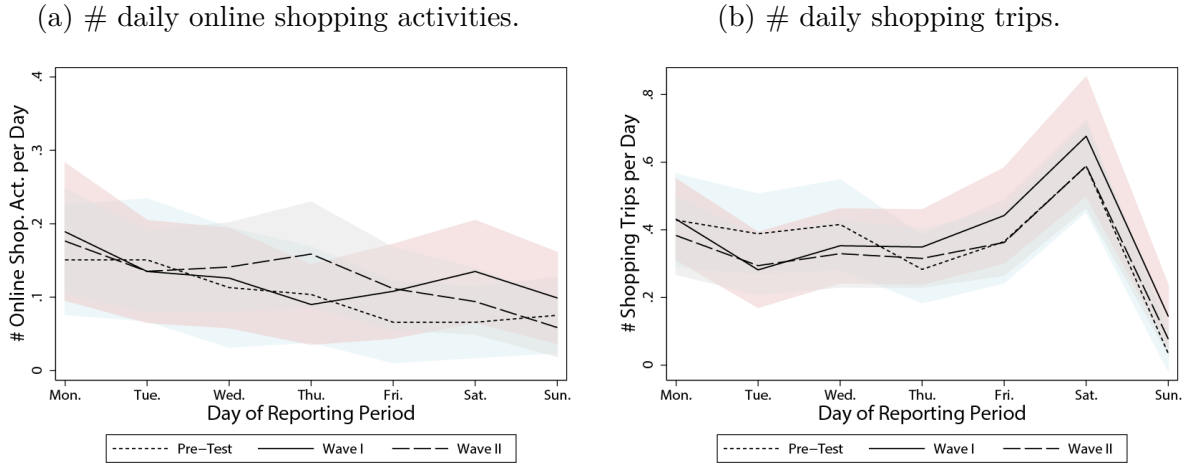 (a) # daily online shopping activities.
# Online Shop. Act. per Day
.4
.3
.2
.1
0
Mon. Tue. Wed. Thu. Fri. Sat. Sun.
Day of Reporting Period
Pre−Test Wave I Wave II
(b) # daily shopping trips.
# Shopping Trips per Day
.8
.6
.4
.2
0
Mon. Tue. Wed. Thu. Fri. Sat. Sun.
Day of Reporting Period
Pre−Test Wave I Wave II